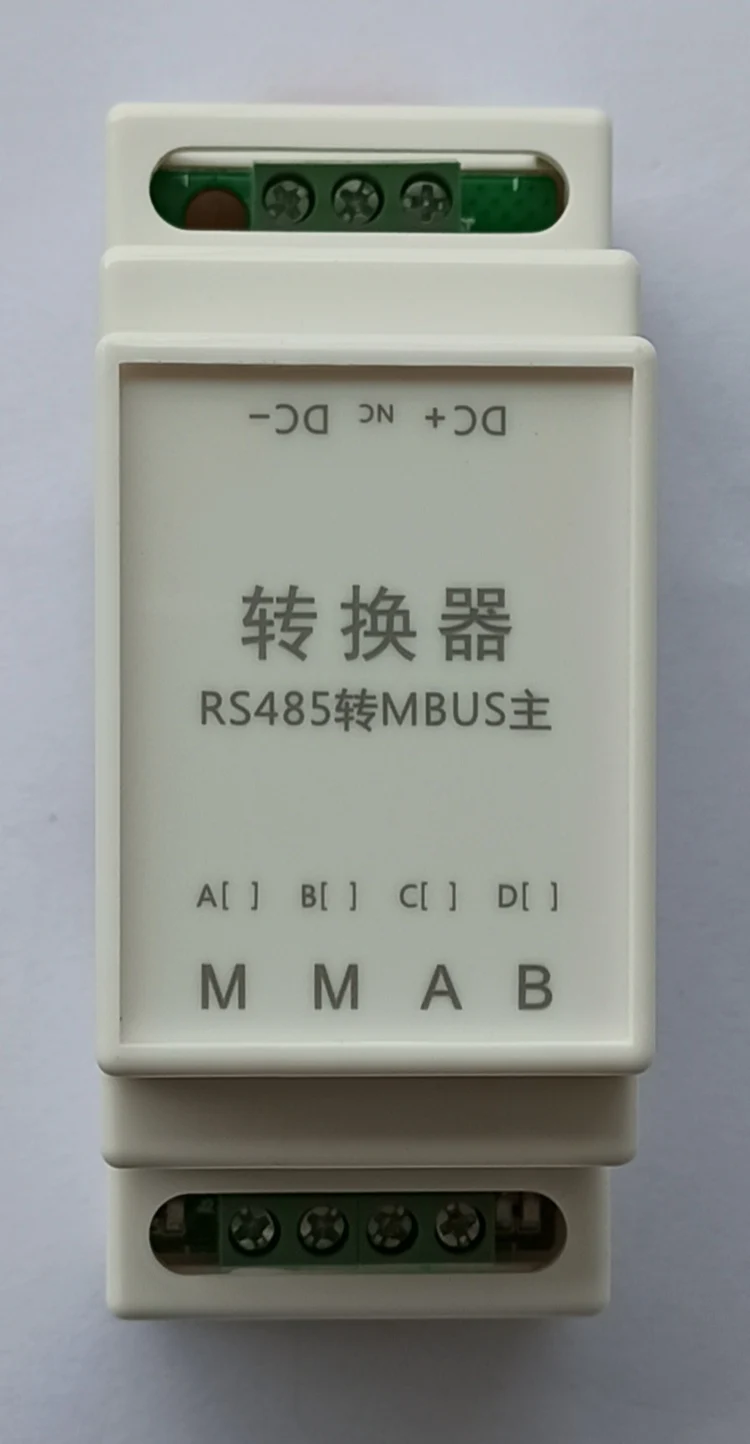 DC+ NC DC-
转换器
RS485转MBUS主
A[ ] B[ ] C[ ] D[ ]
M M A B